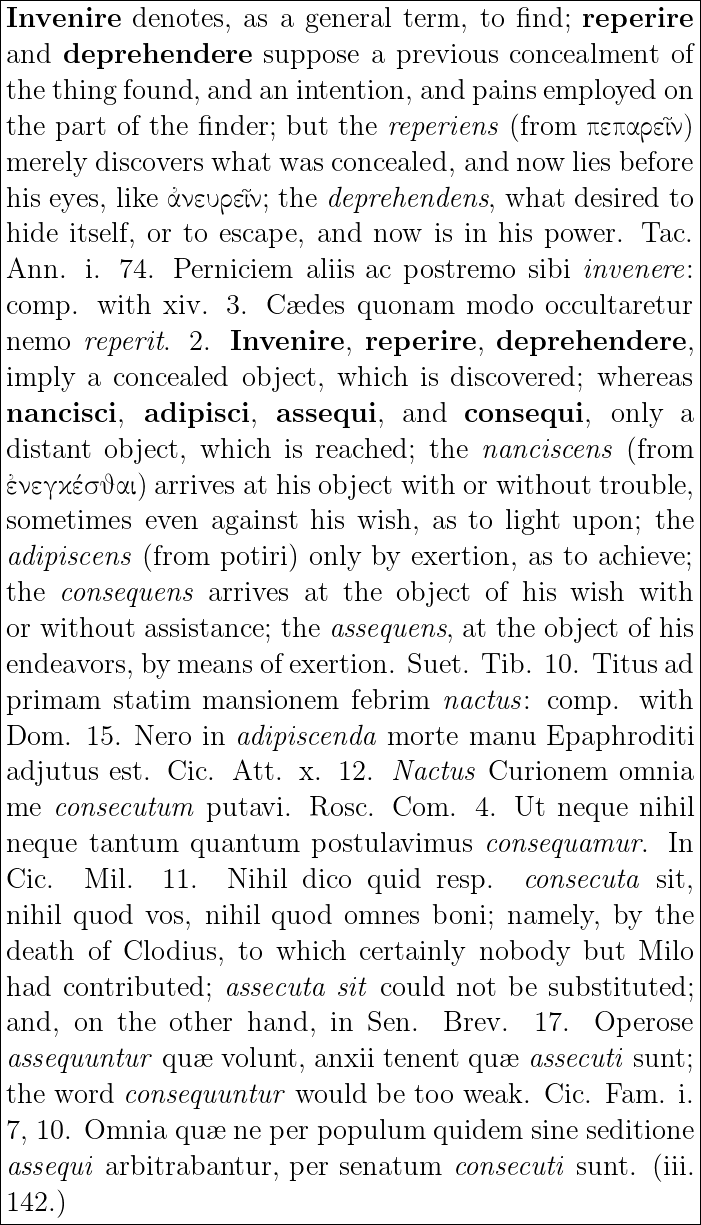 Invenire denotes, as a general term, to find; reperire
and deprehendere suppose a previous concealment of
the thing found, and an intention, and pains employed on
the part of the finder; but the reperiens (from πεπαρεῖν)
merely discovers what was concealed, and now lies before
his eyes, like ἀνευρεῖν; the deprehendens, what desired to
hide itself, or to escape, and now is in his power. Tac.
Ann. i. 74. Perniciem aliis ac postremo sibi invenere:
comp. with xiv. 3. Cædes quonam modo occultaretur
nemo reperit. 2. Invenire, reperire, deprehendere,
imply a concealed object, which is discovered; whereas
nancisci, adipisci, assequi, and consequi, only a
distant object, which is reached; the nanciscens (from
ἐνεγκέσθαι) arrives at his object with or without trouble,
sometimes even against his wish, as to light upon; the
adipiscens (from potiri) only by exertion, as to achieve;
the consequens arrives at the object of his wish with
or without assistance; the assequens, at the object of his
endeavors, by means of exertion. Suet. Tib. 10. Titus ad
primam statim mansionem febrim nactus: comp. with
Dom. 15. Nero in adipiscenda morte manu Epaphroditi
adjutus est. Cic. Att. x. 12. Nactus Curionem omnia
me consecutum putavi. Rosc. Com. 4. Ut neque nihil
neque tantum quantum postulavimus consequamur. In
Cic. Mil. 11. Nihil dico quid resp. consecuta sit,
nihil quod vos, nihil quod omnes boni; namely, by the
death of Clodius, to which certainly nobody but Milo
had contributed; assecuta sit could not be substituted;
and, on the other hand, in Sen. Brev. 17. Operose
assequuntur quæ volunt, anxii tenent quæ assecuti sunt;
the word consequuntur would be too weak. Cic. Fam. i.
7, 10. Omnia quæ ne per populum quidem sine seditione
assequi arbitrabantur, per senatum consecuti sunt. (iii.
142.)